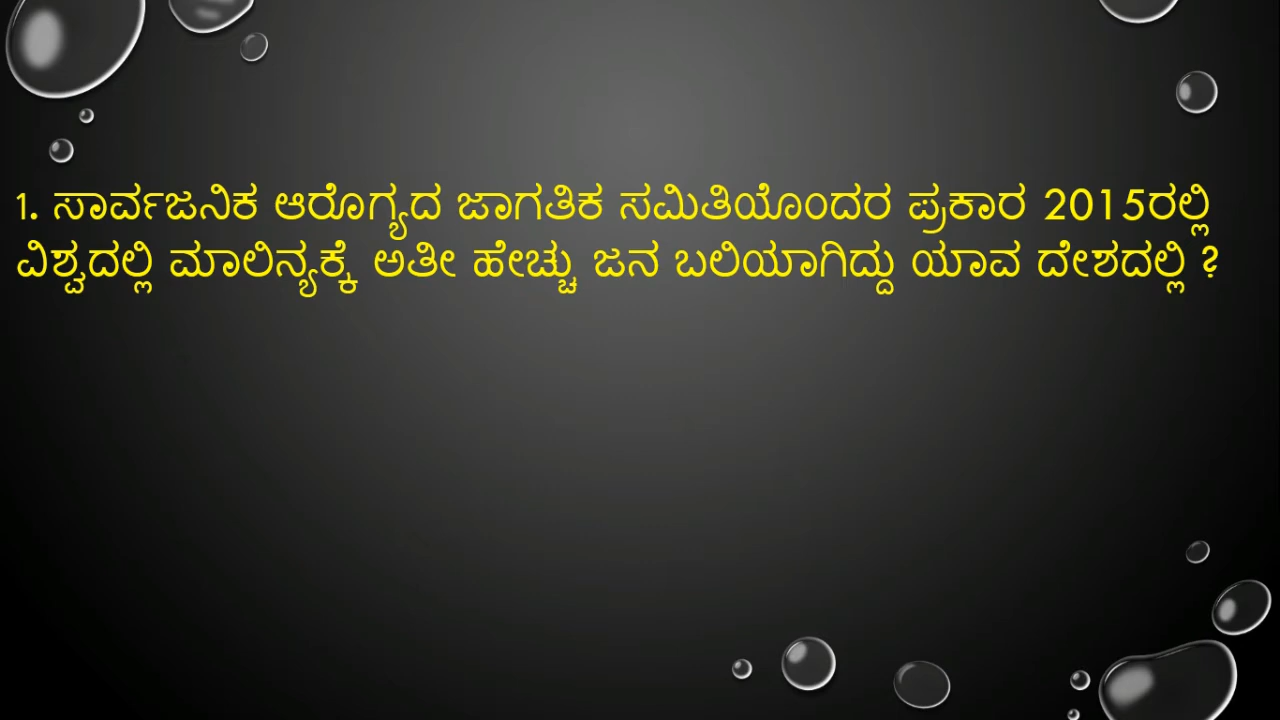 1. ಸಾರ್ವಜನಿಕ ಆರೊಗ್ಯದ ಜಾಗತಿಕ ಸಮಿತಿಯೊಂದರ ಪ್ರಕಾರ 2015ರಲ್ಲಿ
ವಿಶ್ವದಲ್ಲಿ ಮಾಲಿನ್ಯಕ್ಕೆ ಅತೀ ಹೇಚ್ಚು ಜನ ಬಲಿಯಾಗಿದ್ದು ಯಾವ ದೇಶದಲ್ಲಿ ?